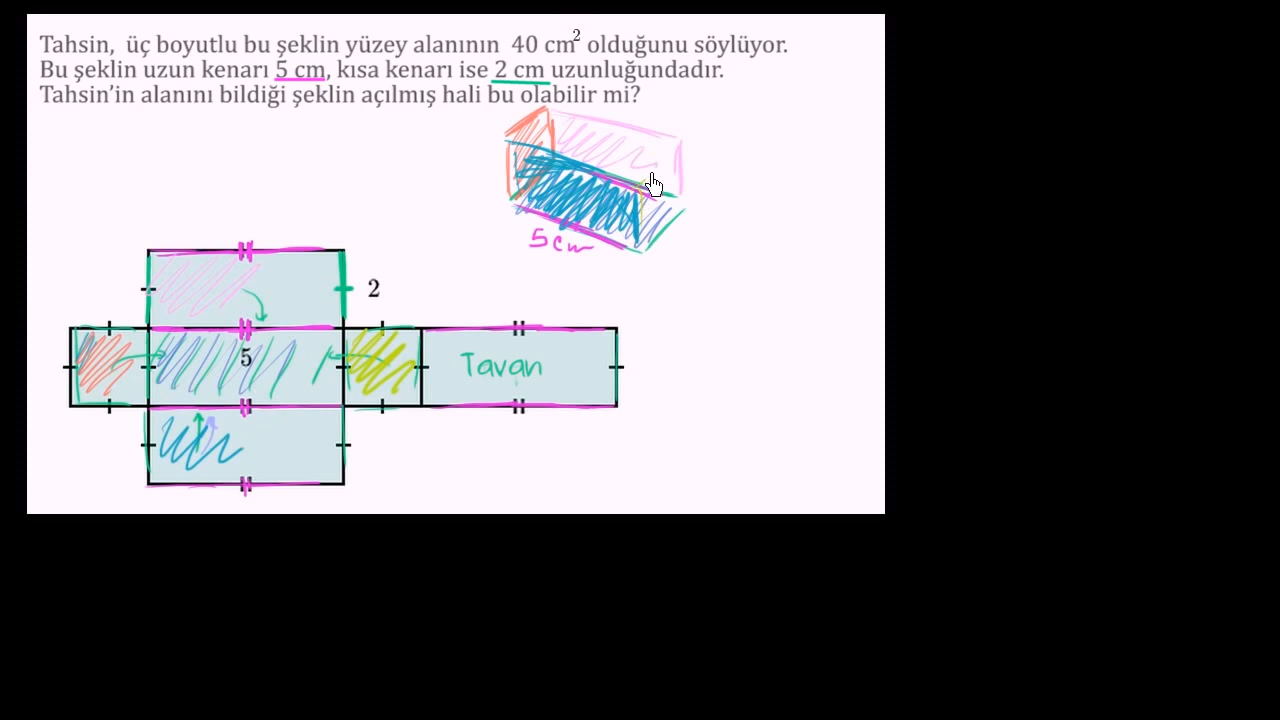 Tahsin, üç boyutlu bu şeklin yüzey alanının 40 cm² olduğunu söylüyor.
Bu şeklin uzun kenarı 5 cm, kısa kenarı ise 2 cm uzunluğundadır.
Tahsin'in alanını bildiği şeklin açılmış hali bu olabilir mi?
5cm
2
5
Tavan